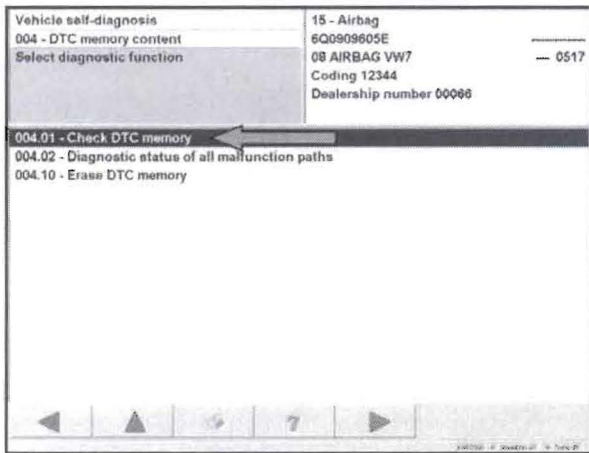 Vehicle self-diagnosis
004 - DTC memory content
Select diagnostic function
15 - Airbag
6Q0909605E
08 AIRBAG VW7 0517
Coding 12344
Dealership number 00066
004.01 - Check DTC memory
004.02 - Diagnostic status of all malfunction paths
004.10 - Erase DTC memory
?